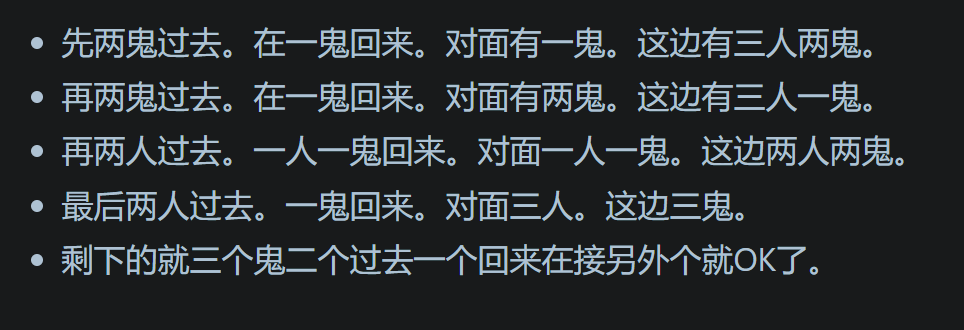 先两鬼过去。在一鬼回来。对面有一鬼。这边有三人两鬼。
再两鬼过去。在一鬼回来。对面有两鬼。这边有三人一鬼。
再两人过去。一人一鬼回来。对面一人一鬼。这边两人两鬼。
最后两人过去。一鬼回来。对面三人。这边三鬼。
剩下的就三个鬼二个过去一个回来在接另外个就OK了。